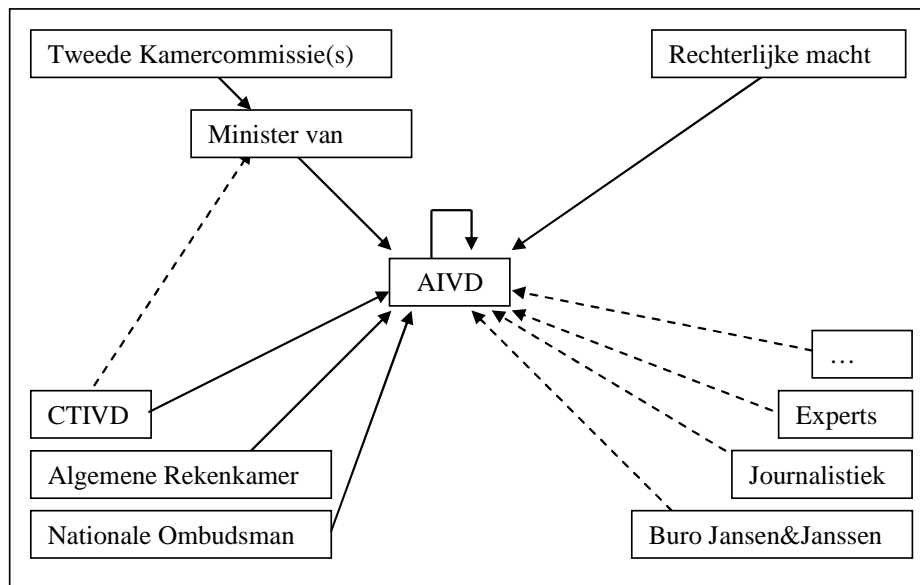 Tweede Kamercommissie(s)
Rechterlijke macht
Minister van
AIVD
…
CTIVD
Experts
Algemene Rekenkamer
Journalistiek
Nationale Ombudsman
Buro Jansen&Janssen